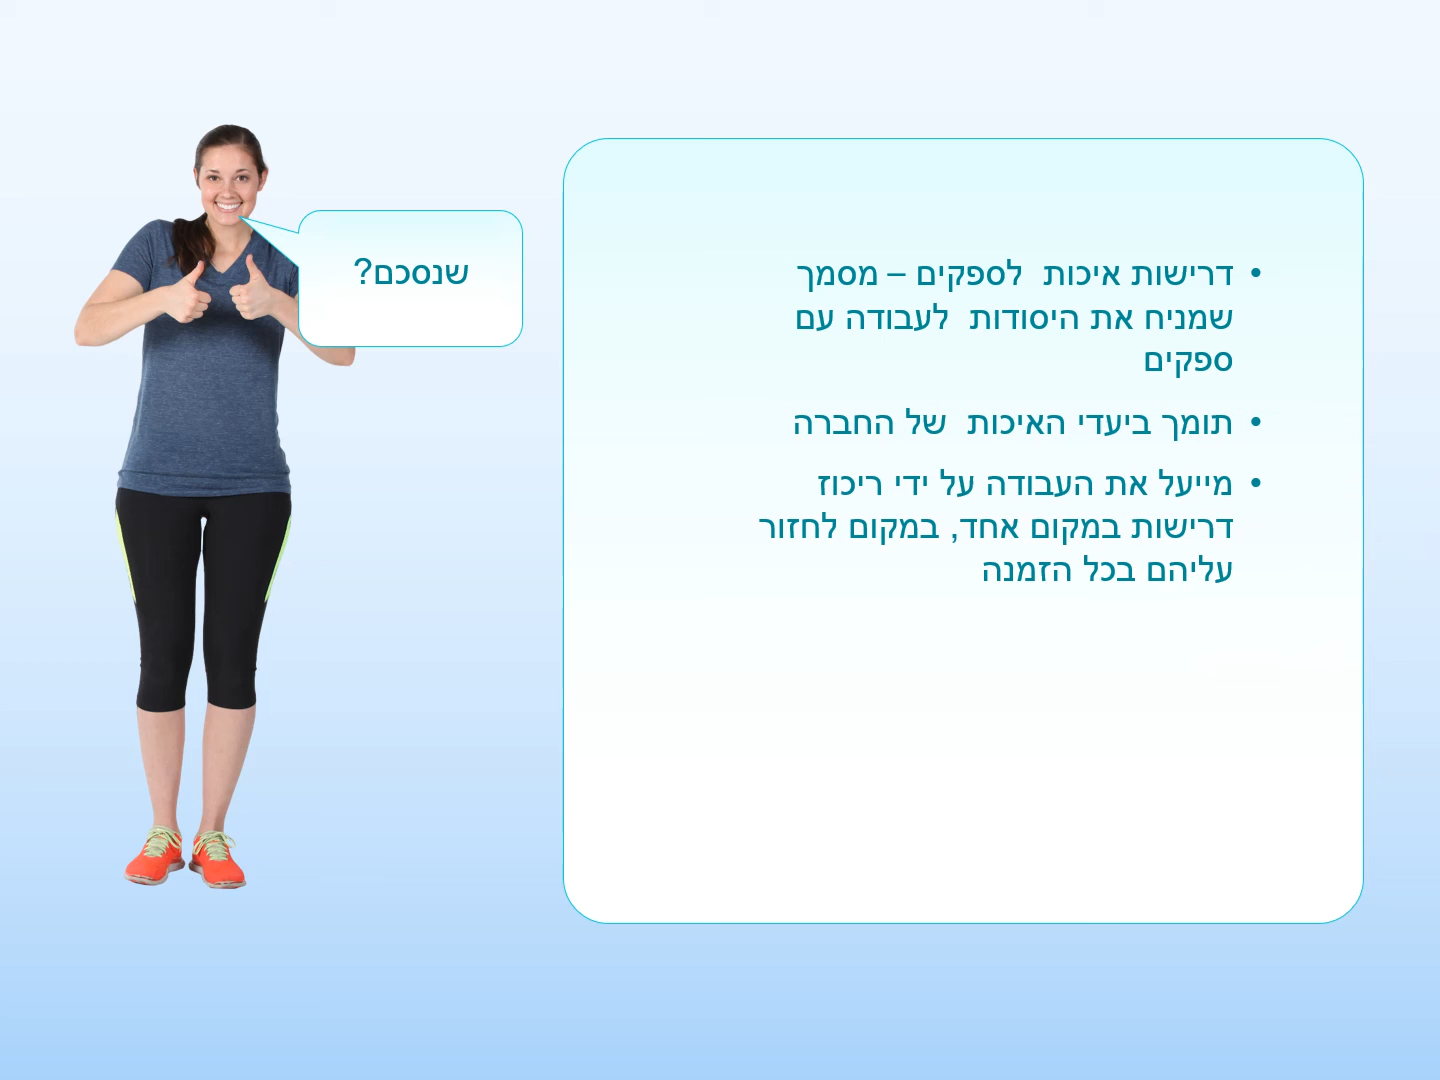 שנסכם?
• דרישות איכות  לספקים – מסמך
שמניח את היסודות  לעבודה עם
ספקים
• תומך ביעדי האיכות  של החברה
• מייעל את העבודה על ידי ריכוז
דרישות במקום אחד, במקום לחזור
עליהם בכל הזמנה